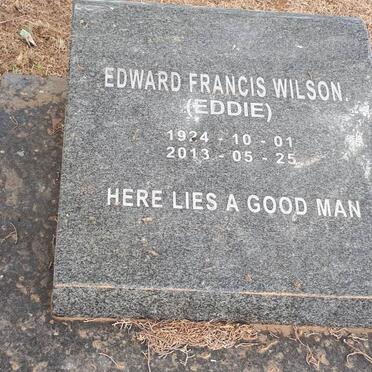 EDWARD FRANCIS WILSON.
(EDDIE)
1924 - 10 - 01
2013 - 05 - 25
HERE LIES A GOOD MAN